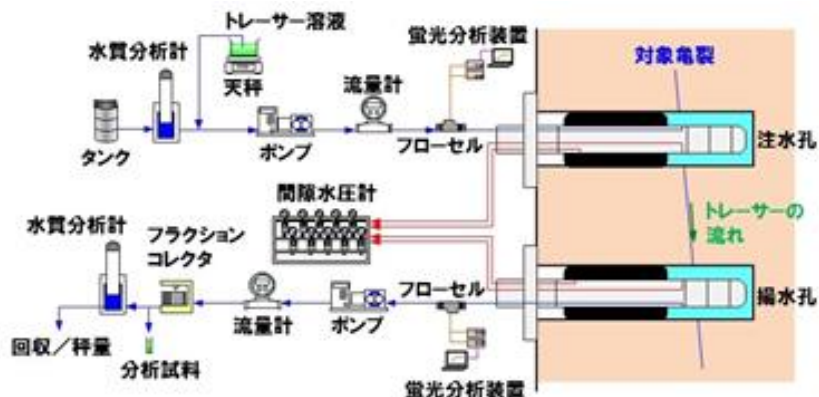 トレーサー溶液
水質分析計
天秤
流量計
蛍光分析装置
対象亀裂
タンク
ポンプ
フローセル
注水孔
間隙水圧計
トレーサーの
流れ
水質分析計
フラクション
コレクタ
フローセル
揚水孔
流量計
ポンプ
回収／秤量
分析試料
蛍光分析装置